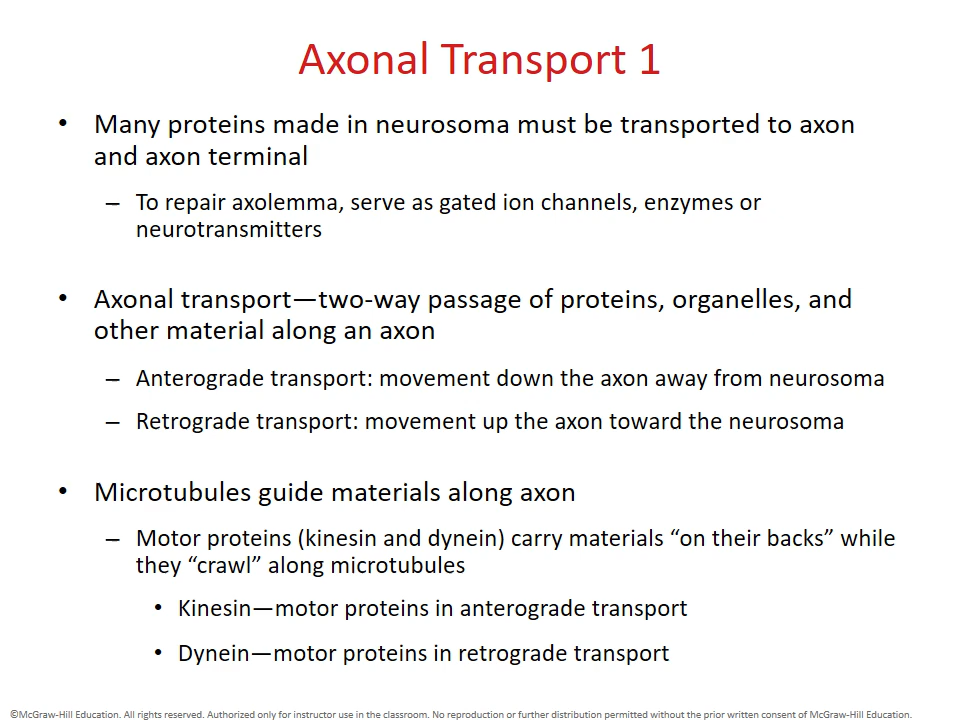 Axonal Transport 1
• Many proteins made in neurosoma must be transported to axon
and axon terminal
– To repair axolemma, serve as gated ion channels, enzymes or
neurotransmitters
• Axonal transport—two-way passage of proteins, organelles, and
other material along an axon
– Anterograde transport: movement down the axon away from neurosoma
– Retrograde transport: movement up the axon toward the neurosoma
• Microtubules guide materials along axon
– Motor proteins (kinesin and dynein) carry materials “on their backs” while
they “crawl” along microtubules
• Kinesin—motor proteins in anterograde transport
• Dynein—motor proteins in retrograde transport
©McGraw-Hill Education. All rights reserved. Authorized only for instructor use in the classroom. No reproduction or further distribution permitted without the prior written consent of McGraw-Hill Education.